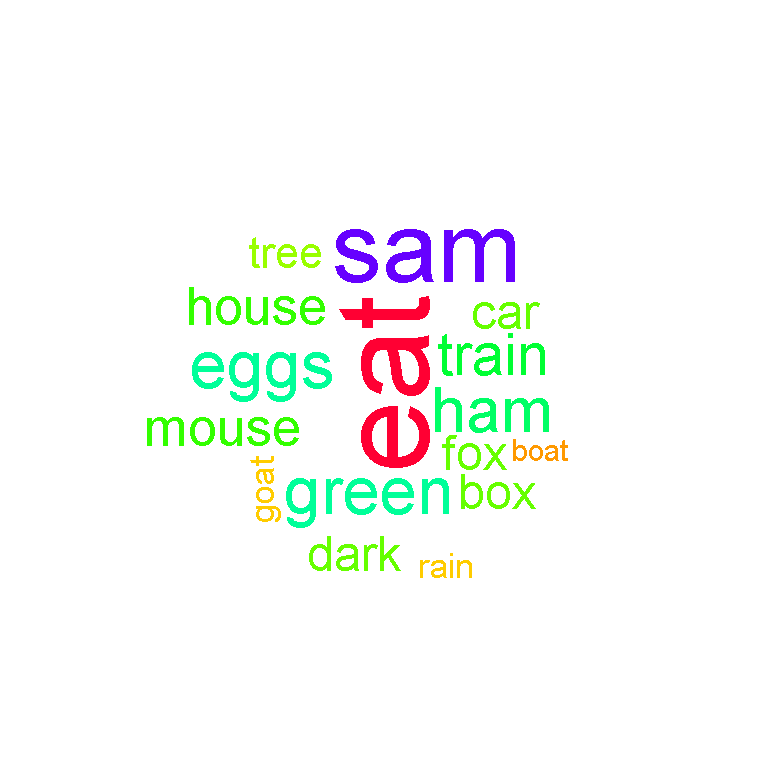 sam
tree
house
car
eat
train
eggs
ham
mouse
fox
boat
goat
green
box
dark
rain